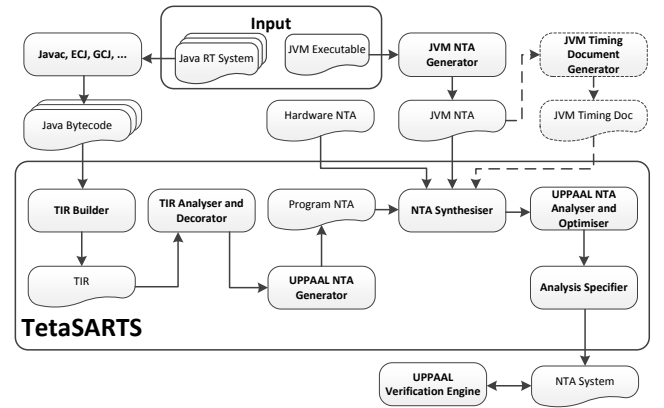 Input
Javac, ECJ, GCJ, ...
Java RT System
JVM Executable
JVM NTA
Generator
JVM Timing
Document
Generator
Java Bytecode
Hardware NTA
JVM NTA
JVM Timing Doc
TIR Builder
TIR Analyser and
Decorator
Program NTA
NTA Synthesiser
UPPAAL NTA
Analyser and
Optimiser
TIR
UPPAAL NTA
Generator
Analysis Specifier
TetaSARTS
UPPAAL
Verification Engine
NTA System